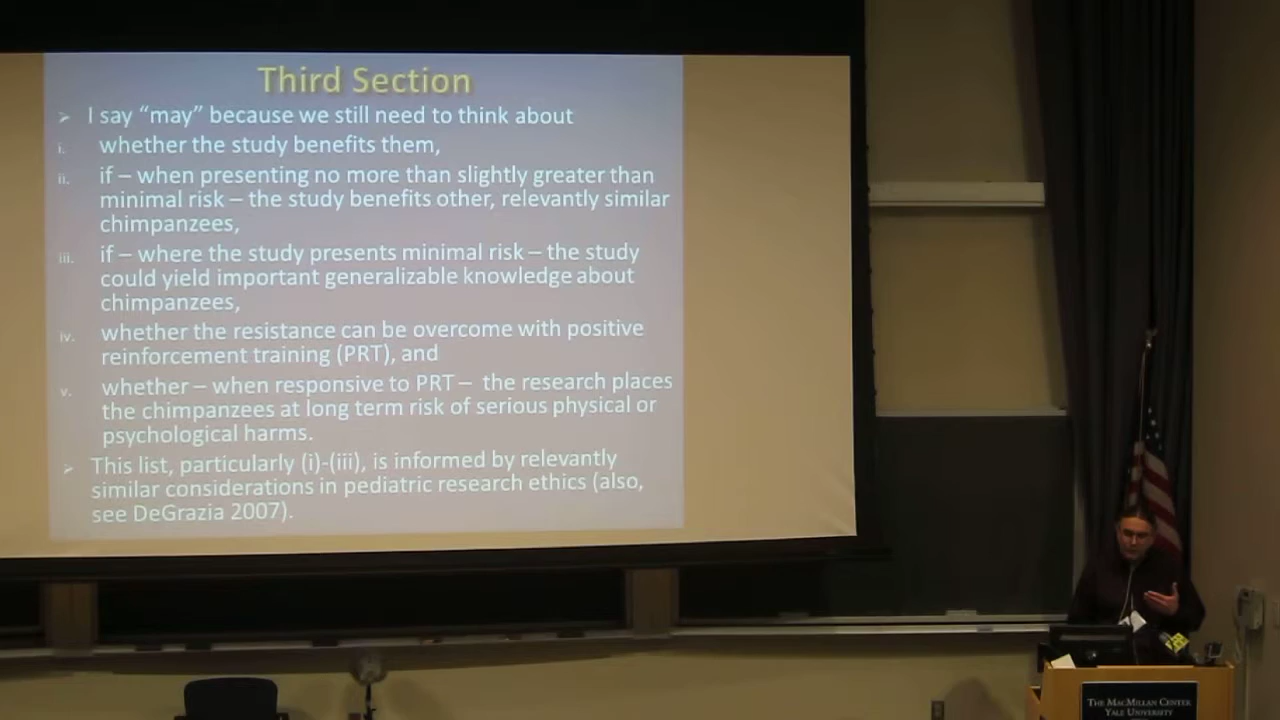 Third Section
➢ I say “may” because we still need to think about
i. whether the study benefits them,
ii. if – when presenting no more than slightly greater than
minimal risk – the study benefits other, relevantly similar
chimpanzees,
iii. if – where the study presents minimal risk – the study
could yield important generalizable knowledge about
chimpanzees,
iv. whether the resistance can be overcome with positive
reinforcement training (PRT), and
v. whether – when responsive to PRT – the research places
the chimpanzees at long term risk of serious physical or
psychological harms.
➢ This list, particularly (i)-(iii), is informed by relevantly
similar considerations in pediatric research ethics (also,
see DeGrazia 2007).
THE MACMILLAN CENTER
YALE UNIVERSITY